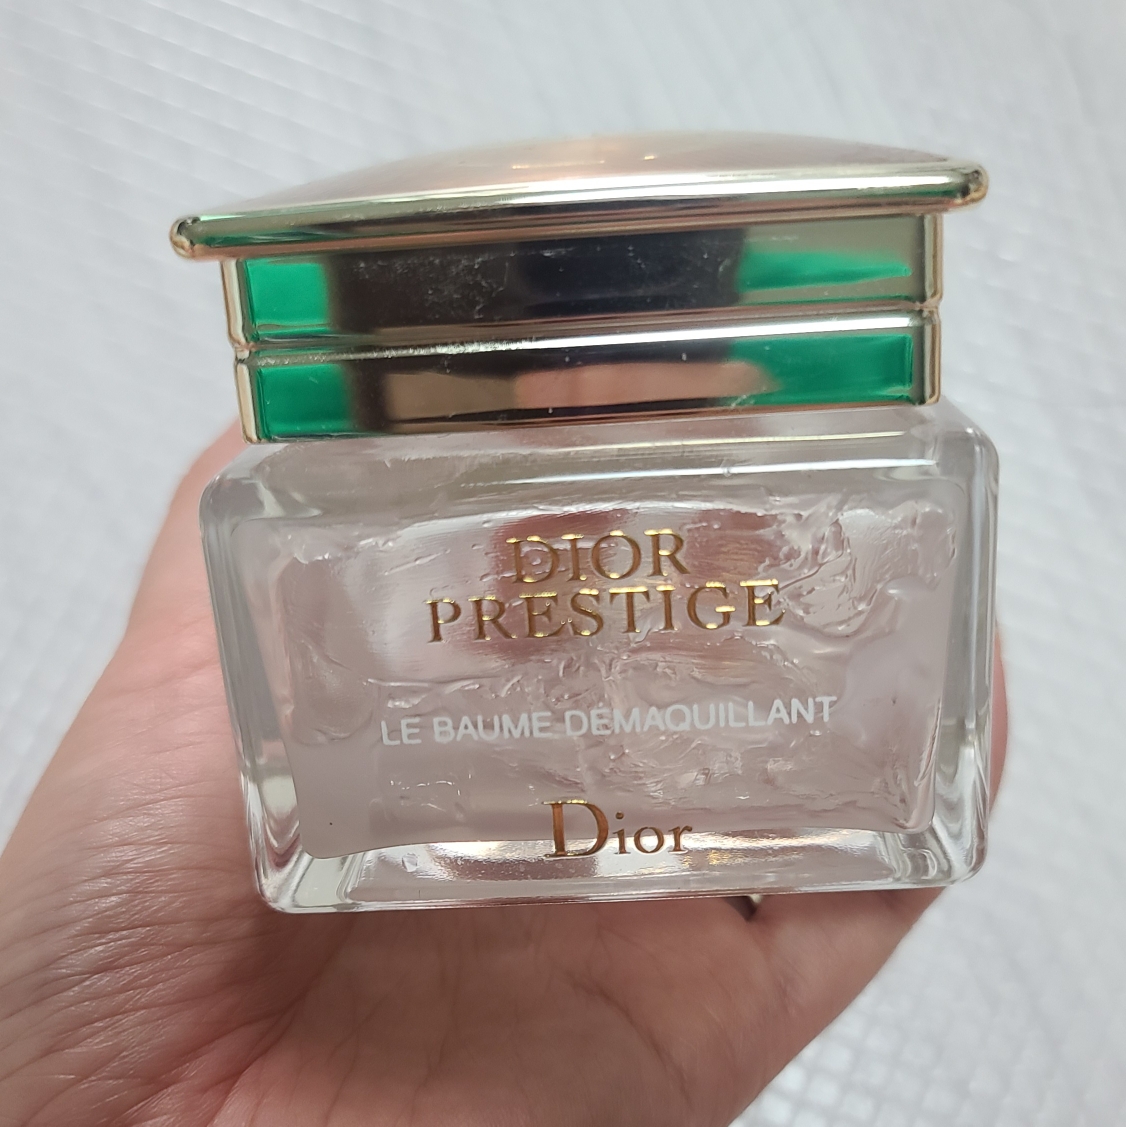 DIOR
PRESTIGE
LE BAUME DÉMAQUILLANT
Dior